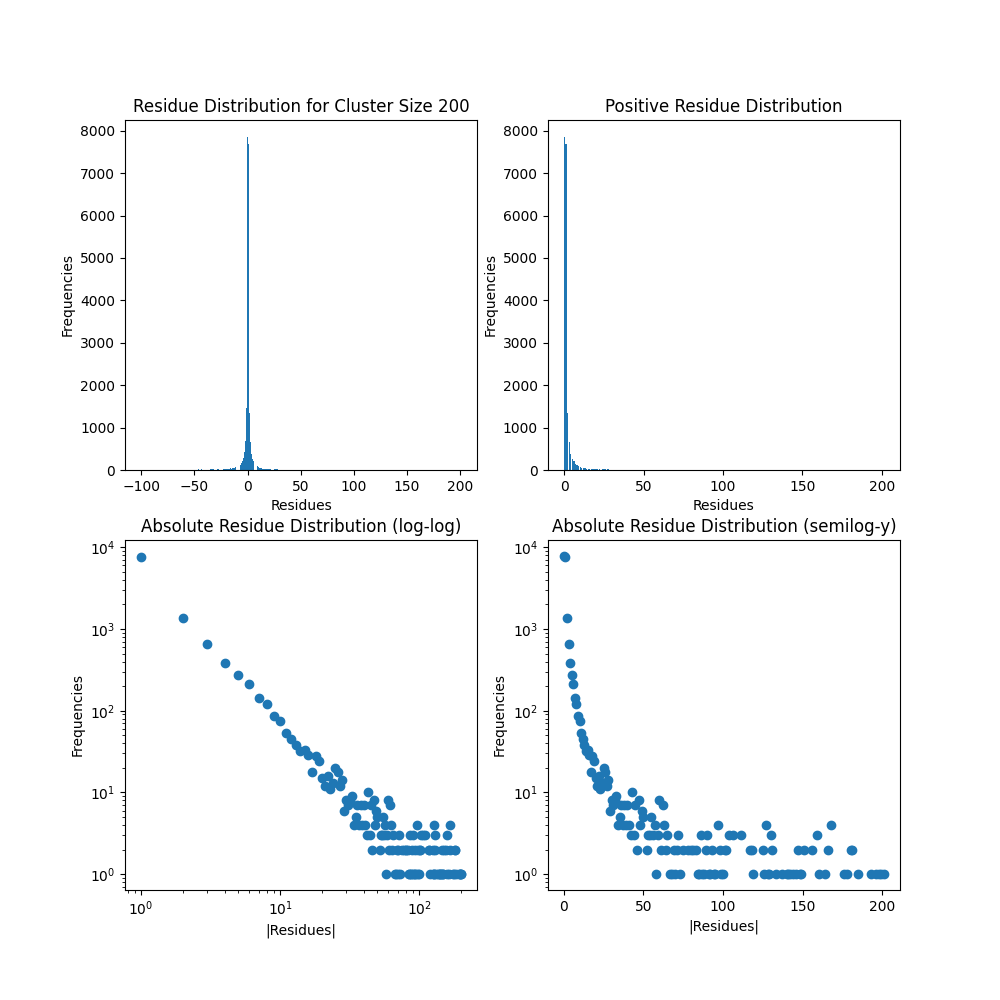 Residue Distribution for Cluster Size 200
8000
7000
6000
5000
4000
3000
2000
1000
0
Frequencies
−100 −50 0 50 100 150 200
Residues
Positive Residue Distribution
8000
7000
6000
5000
4000
3000
2000
1000
0
Frequencies
0 50 100 150 200
Residues
Absolute Residue Distribution (log-log)
10⁴
10³
10²
10¹
10⁰
Frequencies
10⁰ 10¹ 10²
|Residues|
Absolute Residue Distribution (semilog-y)
10⁴
10³
10²
10¹
10⁰
Frequencies
0 50 100 150 200
|Residues|